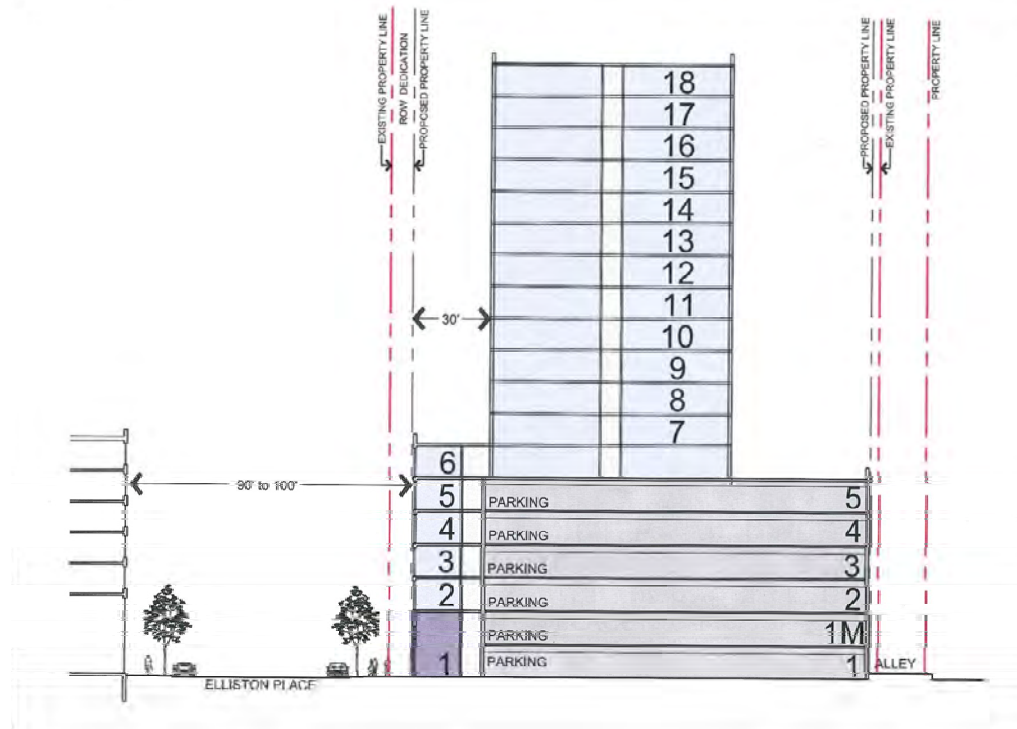 EXISTING PROPERTY LINE
ROW DEDICATION
PROPOSED PROPERTY LINE
PROPOSED PROPERTY LINE
EXISTING PROPERTY LINE
PROPERTY LINE
18
17
16
15
14
13
12
11
30'
10
9
8
7
6
90' to 100'
5
PARKING
5
4
PARKING
4
3
PARKING
3
2
PARKING
2
PARKING
1M
1
PARKING
1
ALLEY
ELLISTON PLACE